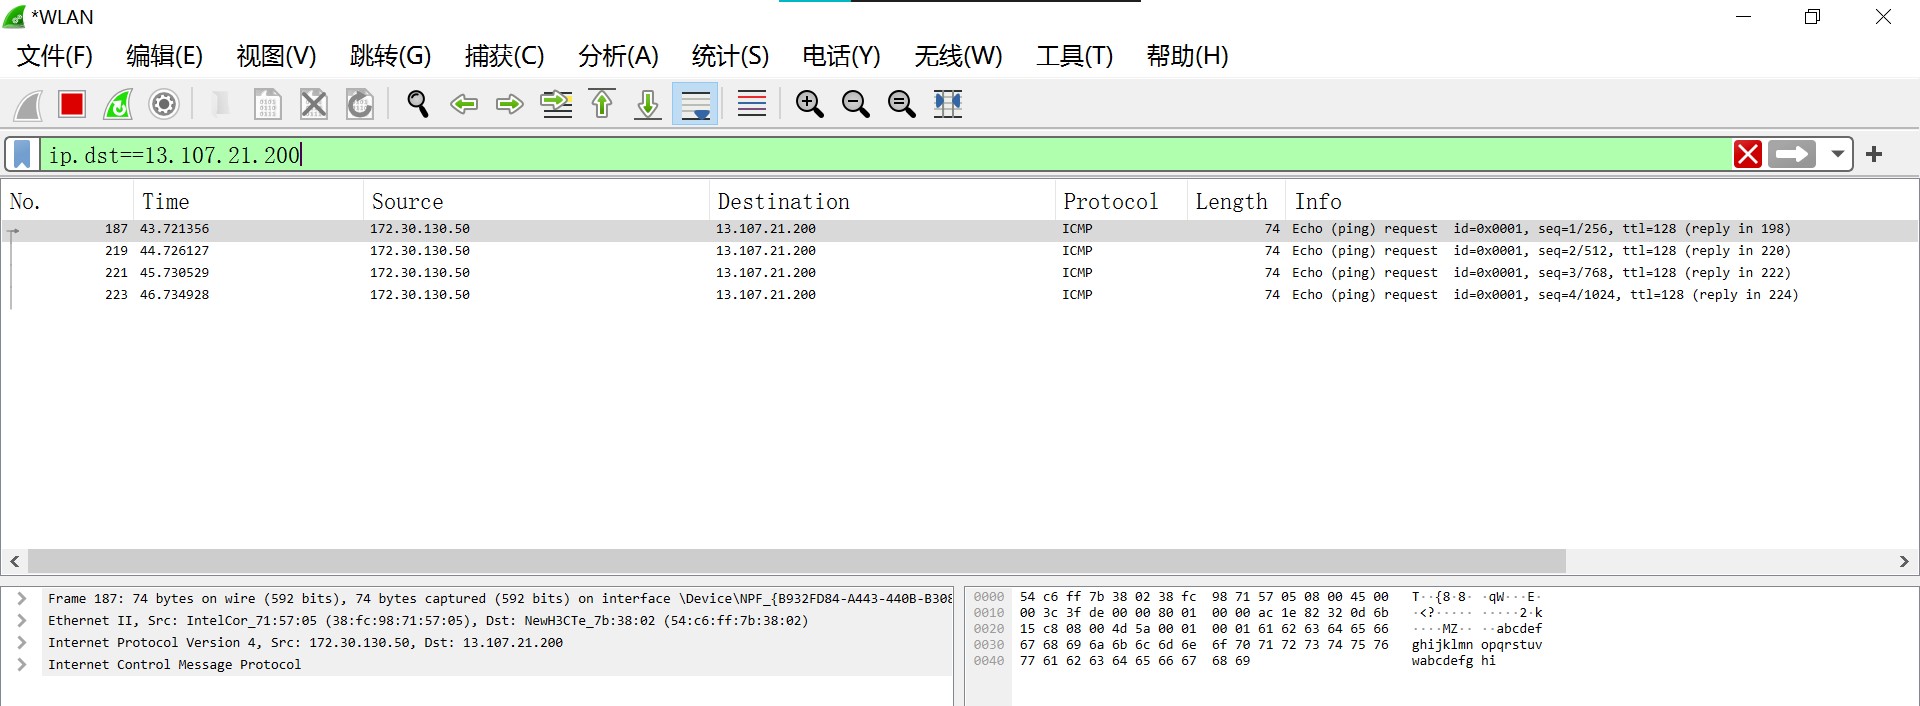 *WLAN
文件(F) 编辑(E) 视图(V) 跳转(G) 捕获(C) 分析(A) 统计(S) 电话(Y) 无线(W) 工具(T) 帮助(H)
ip.dst==13.107.21.200
No. Time Source Destination Protocol Length Info
187 43.721356 172.30.130.50 13.107.21.200 ICMP 74 Echo (ping) request id=0x0001, seq=1/256, ttl=128 (reply in 198)
219 44.726127 172.30.130.50 13.107.21.200 ICMP 74 Echo (ping) request id=0x0001, seq=2/512, ttl=128 (reply in 220)
221 45.730529 172.30.130.50 13.107.21.200 ICMP 74 Echo (ping) request id=0x0001, seq=3/768, ttl=128 (reply in 222)
223 46.734928 172.30.130.50 13.107.21.200 ICMP 74 Echo (ping) request id=0x0001, seq=4/1024, ttl=128 (reply in 224)
Frame 187: 74 bytes on wire (592 bits), 74 bytes captured (592 bits) on interface \Device\NPF_{B932FD84-A443-440B-B308
Ethernet II, Src: IntelCor_71:57:05 (38:fc:98:71:57:05), Dst: NewH3CTe_7b:38:02 (54:c6:ff:7b:38:02)
Internet Protocol Version 4, Src: 172.30.130.50, Dst: 13.107.21.200
Internet Control Message Protocol
0000 54 c6 ff 7b 38 02 38 fc 98 71 57 05 08 00 45 00 T··{8·8· ·qW···E·
0010 00 3c 3f de 00 00 80 01 00 00 ac 1e 82 32 0d 6b ·<?····· ·····2·k
0020 15 c8 08 00 4d 5a 00 01 00 01 61 62 63 64 65 66 ····MZ·· ··abcdef
0030 67 68 69 6a 6b 6c 6d 6e 6f 70 71 72 73 74 75 76 ghijklmn opqrstuv
0040 77 61 62 63 64 65 66 67 68 69 wabcdefg hi